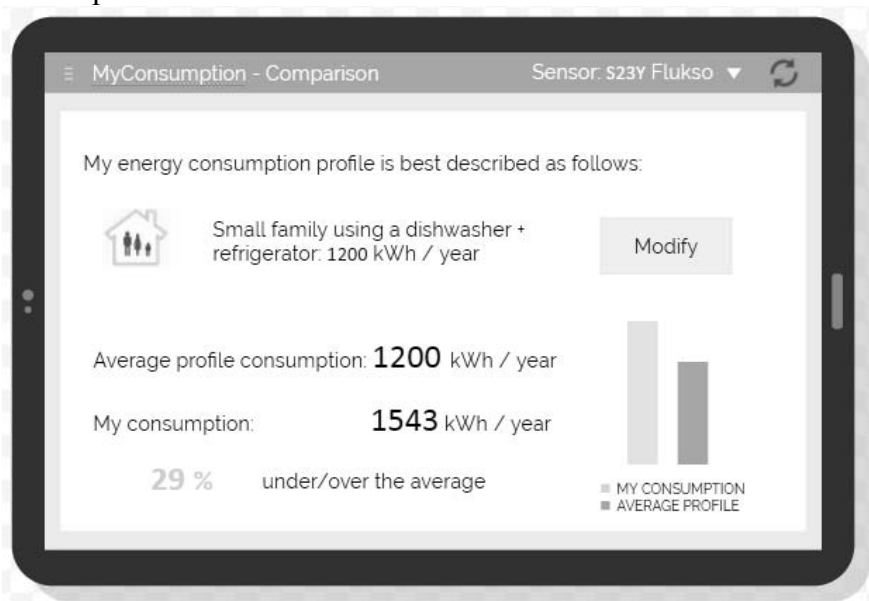 MyConsumption - Comparison Sensor: S23Y Flukso
My energy consumption profile is best described as follows:
Small family using a dishwasher +
refrigerator: 1200 kWh / year
Modify
Average profile consumption: 1200 kWh / year
My consumption: 1543 kWh / year
29 % under/over the average
MY CONSUMPTION
AVERAGE PROFILE